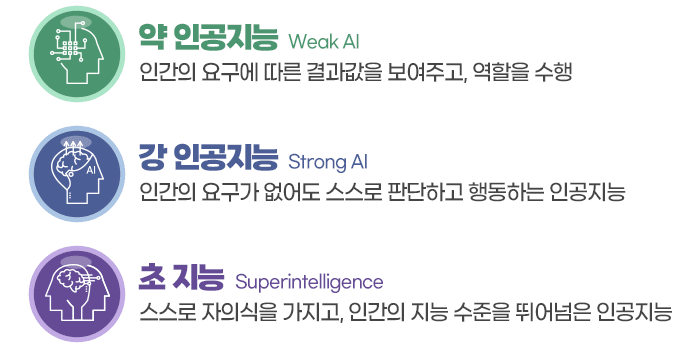 약 인공지능 Weak AI
인간의 요구에 따른 결과값을 보여주고, 역할을 수행
AI
강 인공지능 Strong AI
인간의 요구가 없어도 스스로 판단하고 행동하는 인공지능
초 지능 Superintelligence
스스로 자의식을 가지고, 인간의 지능 수준을 뛰어넘은 인공지능